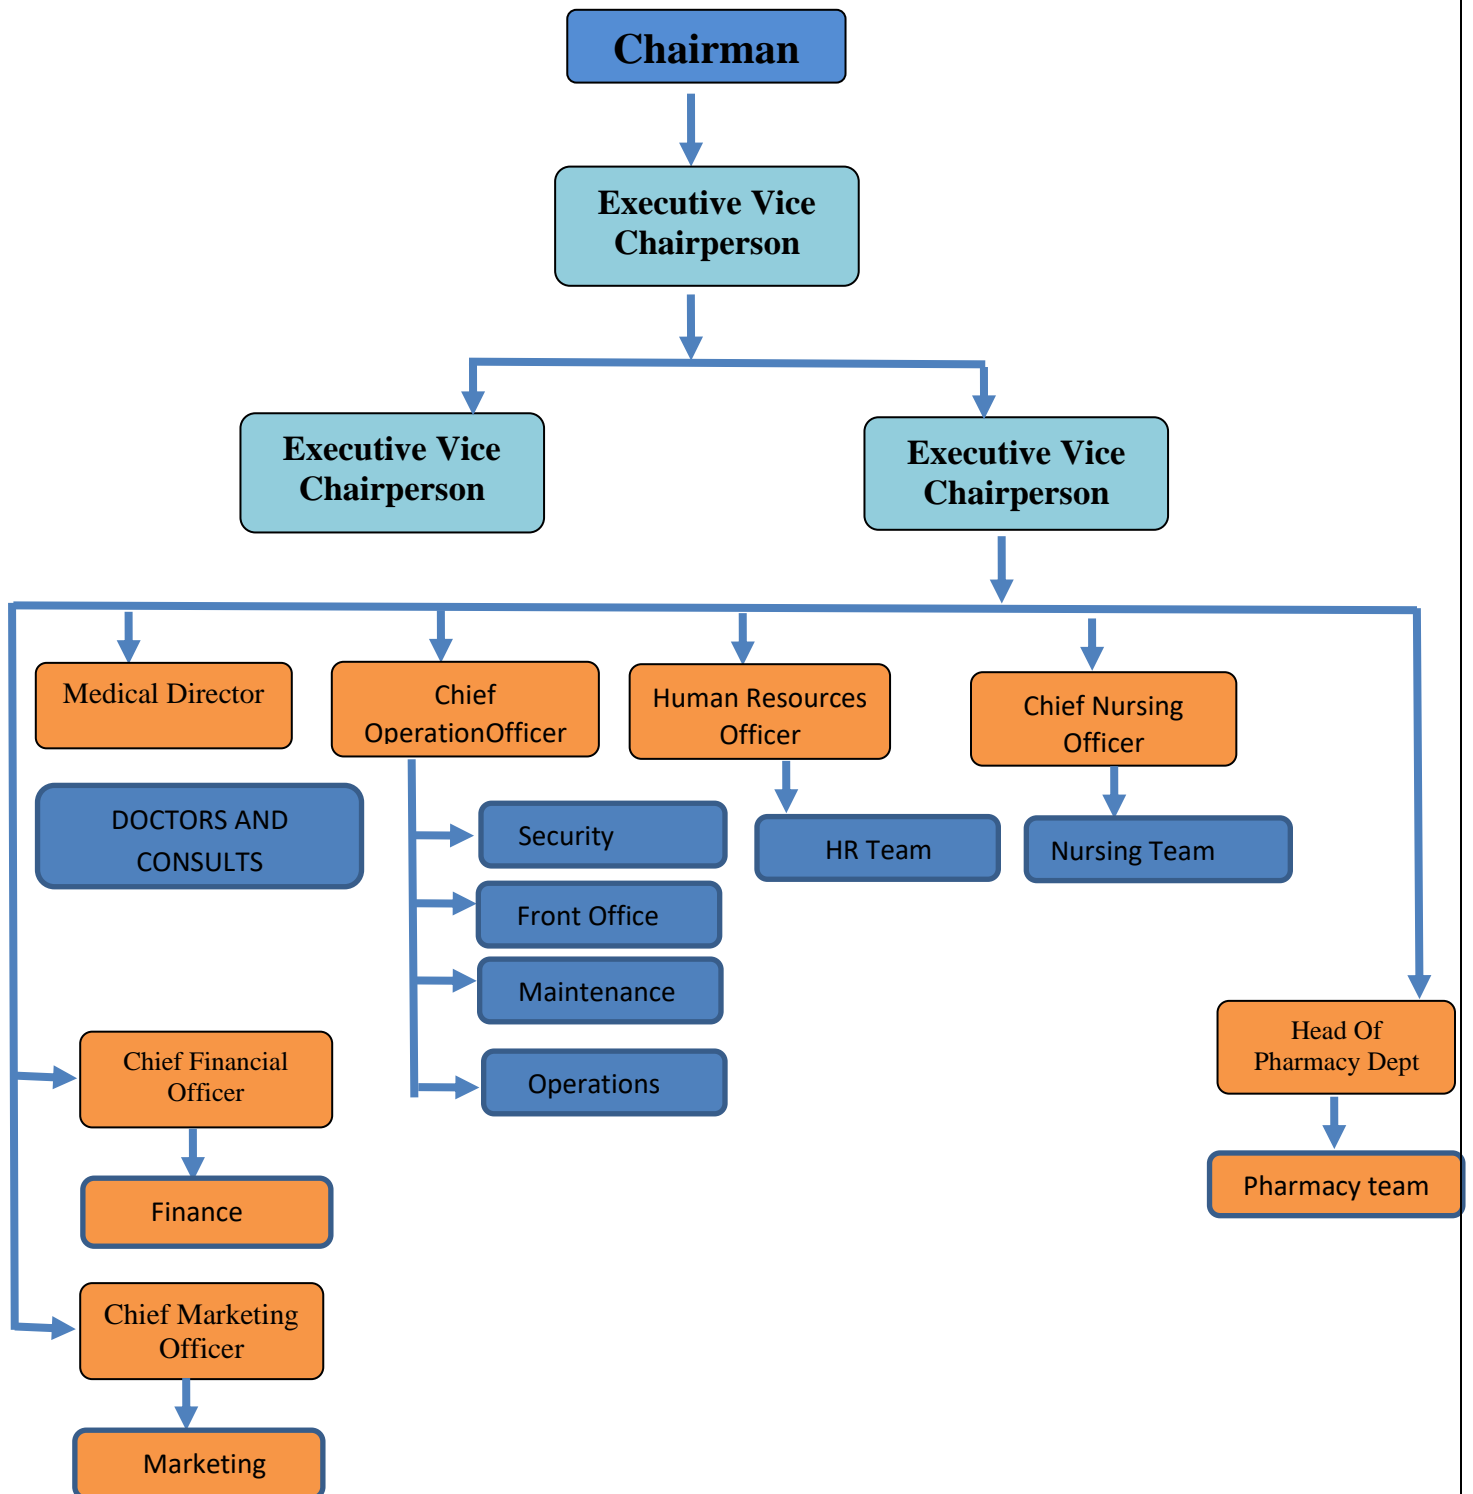 Chairman
Executive Vice
Chairperson
Executive Vice
Chairperson
Executive Vice
Chairperson
Medical Director
Chief
OperationOfficer
Human Resources
Officer
Chief Nursing
Officer
DOCTORS AND
CONSULTS
Security
HR Team
Nursing Team
Front Office
Maintenance
Chief Financial
Officer
Operations
Head Of
Pharmacy Dept
Finance
Pharmacy team
Chief Marketing
Officer
Marketing